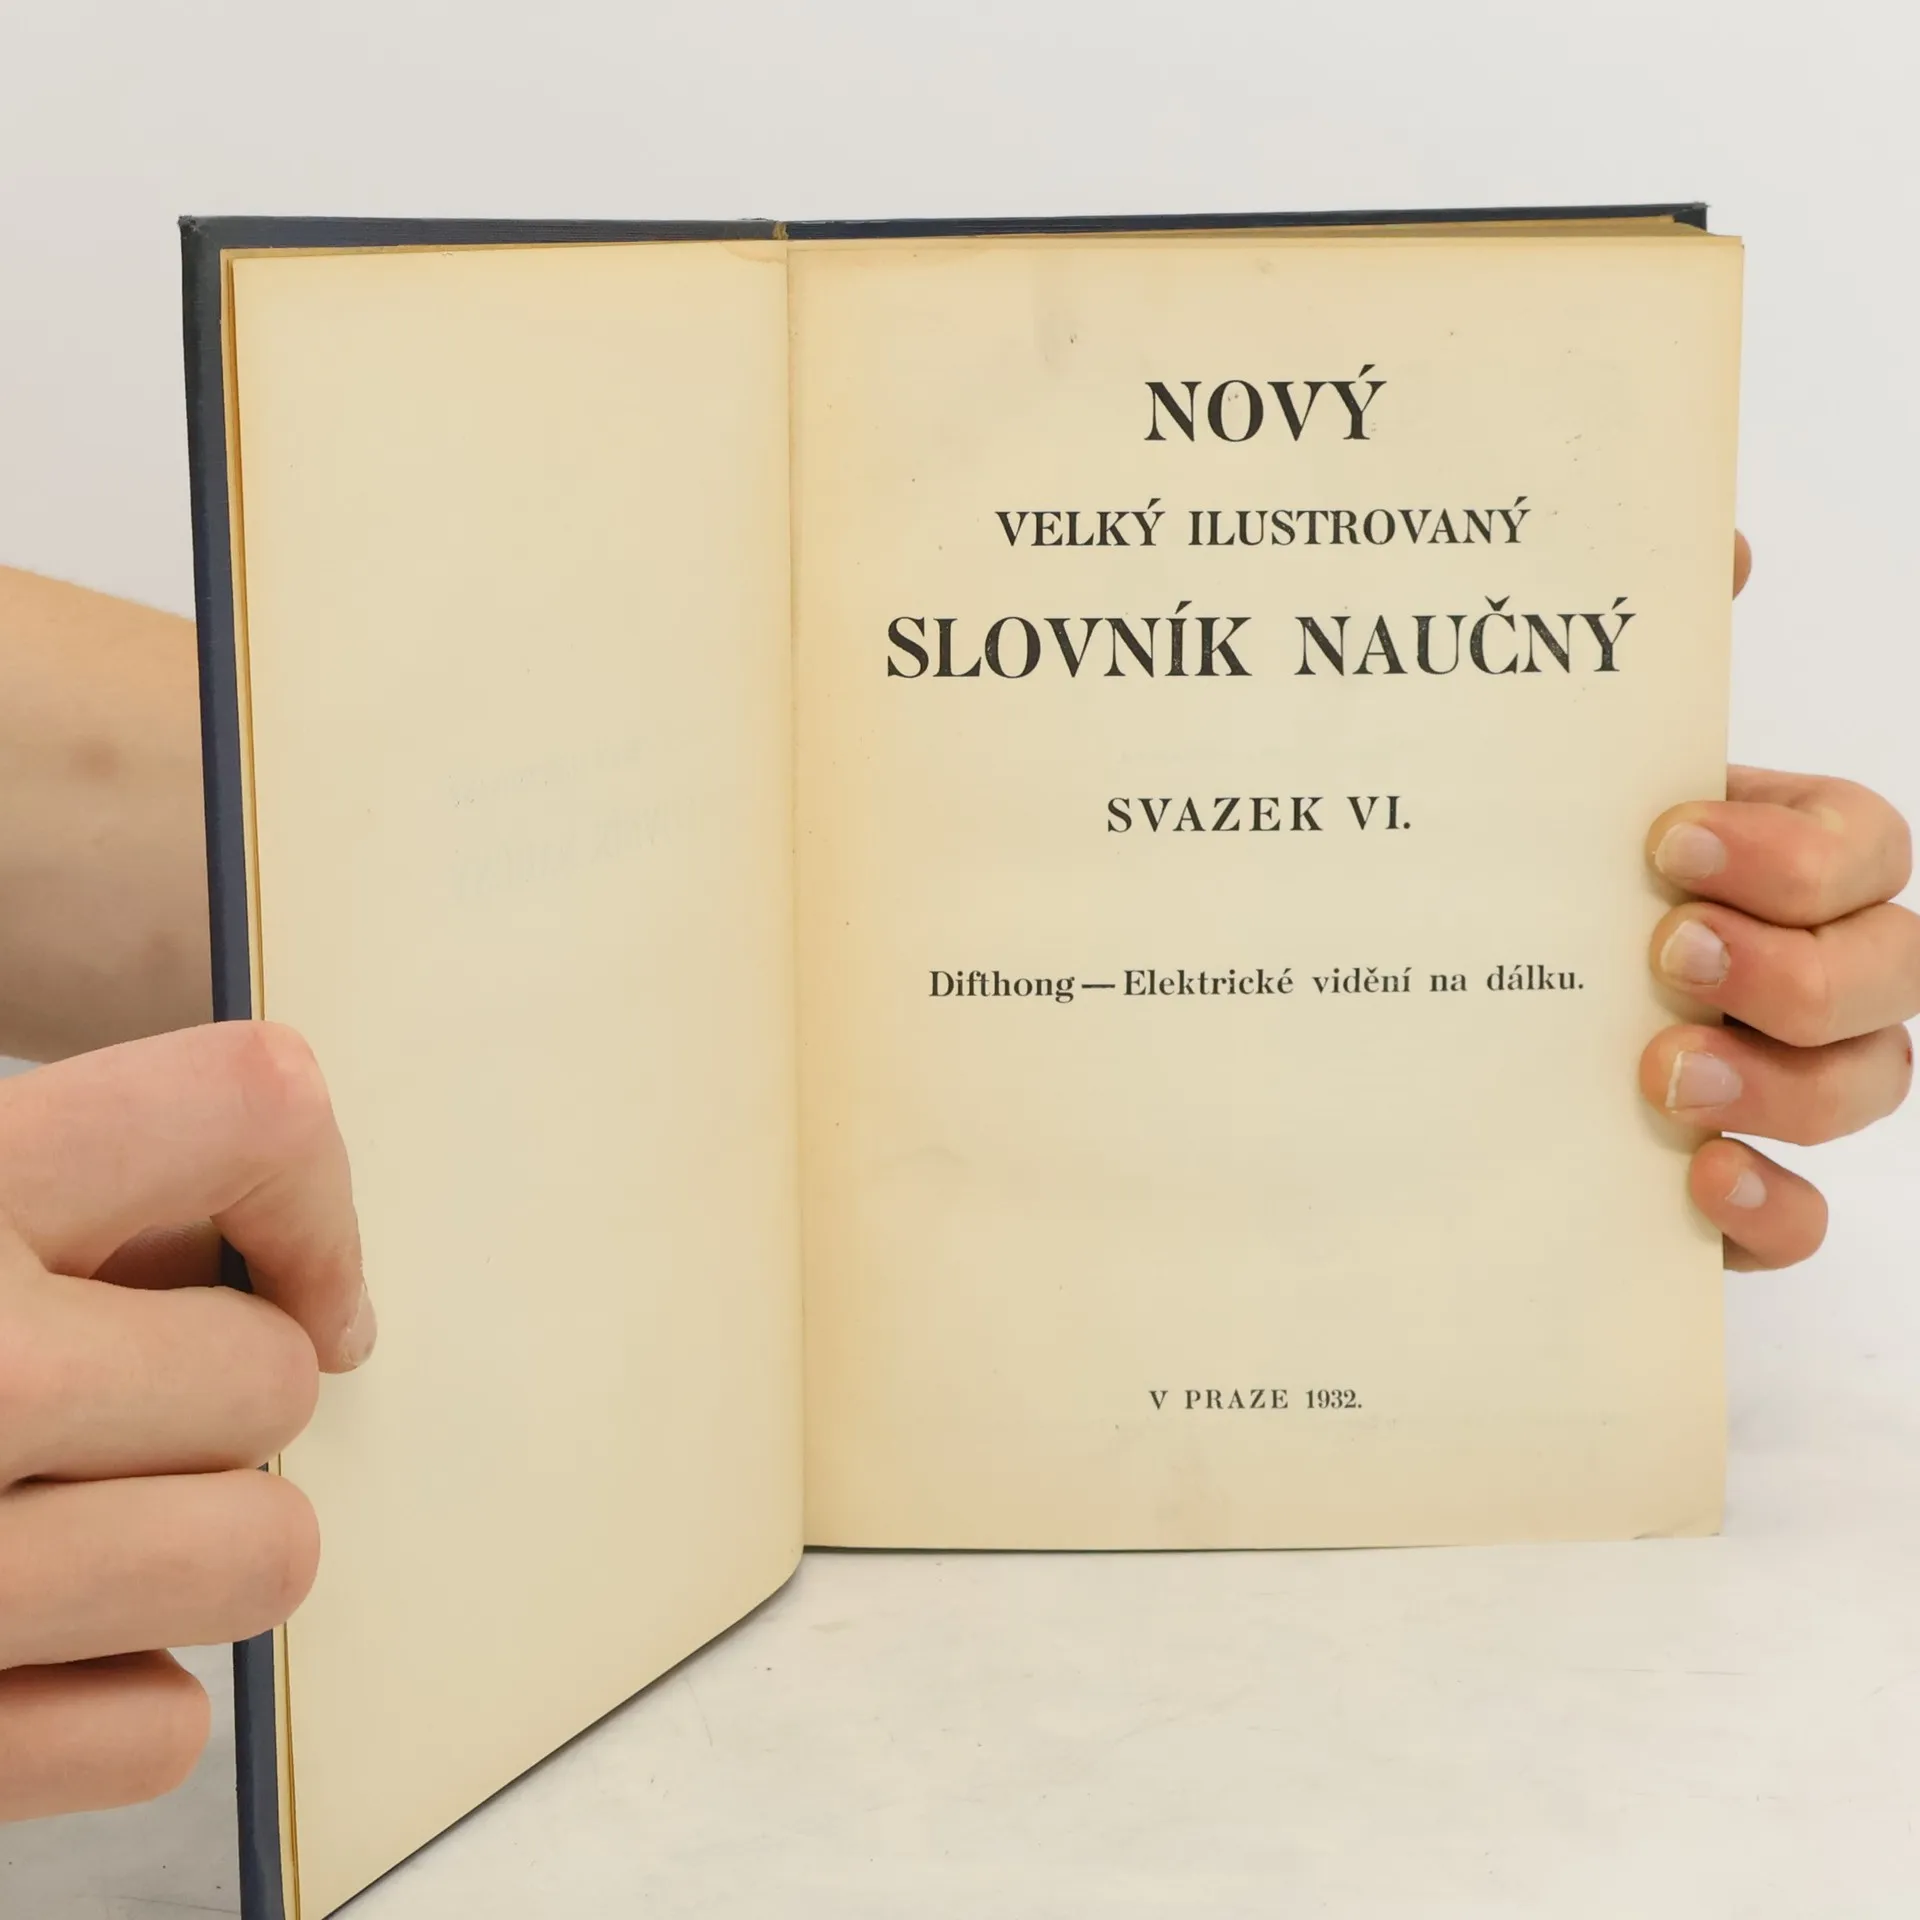 NOVÝ
VELKÝ ILUSTROVANÝ
SLOVNÍK NAUČNÝ
SVAZEK VI.
Difthong — Elektrické vidění na dálku.
V PRAZE 1932.